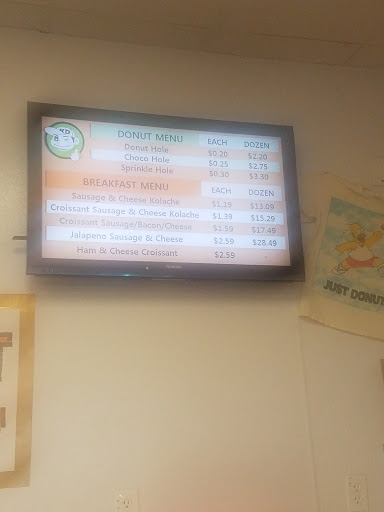 KD
DONUT MENU EACH DOZEN
Donut Hole $0.20 $2.20
Choco Hole $0.25 $2.75
Sprinkle Hole $0.30 $3.30
BREAKFAST MENU EACH DOZEN
Sausage & Cheese Kolache $1.19 $13.09
Croissant Sausage & Cheese Kolache $1.39 $15.29
Croissant Sausage/Bacon/Cheese $1.59 $17.49
Jalapeno Sausage & Cheese $2.59 $28.49
Ham & Cheese Croissant $2.59
JUST DONUT